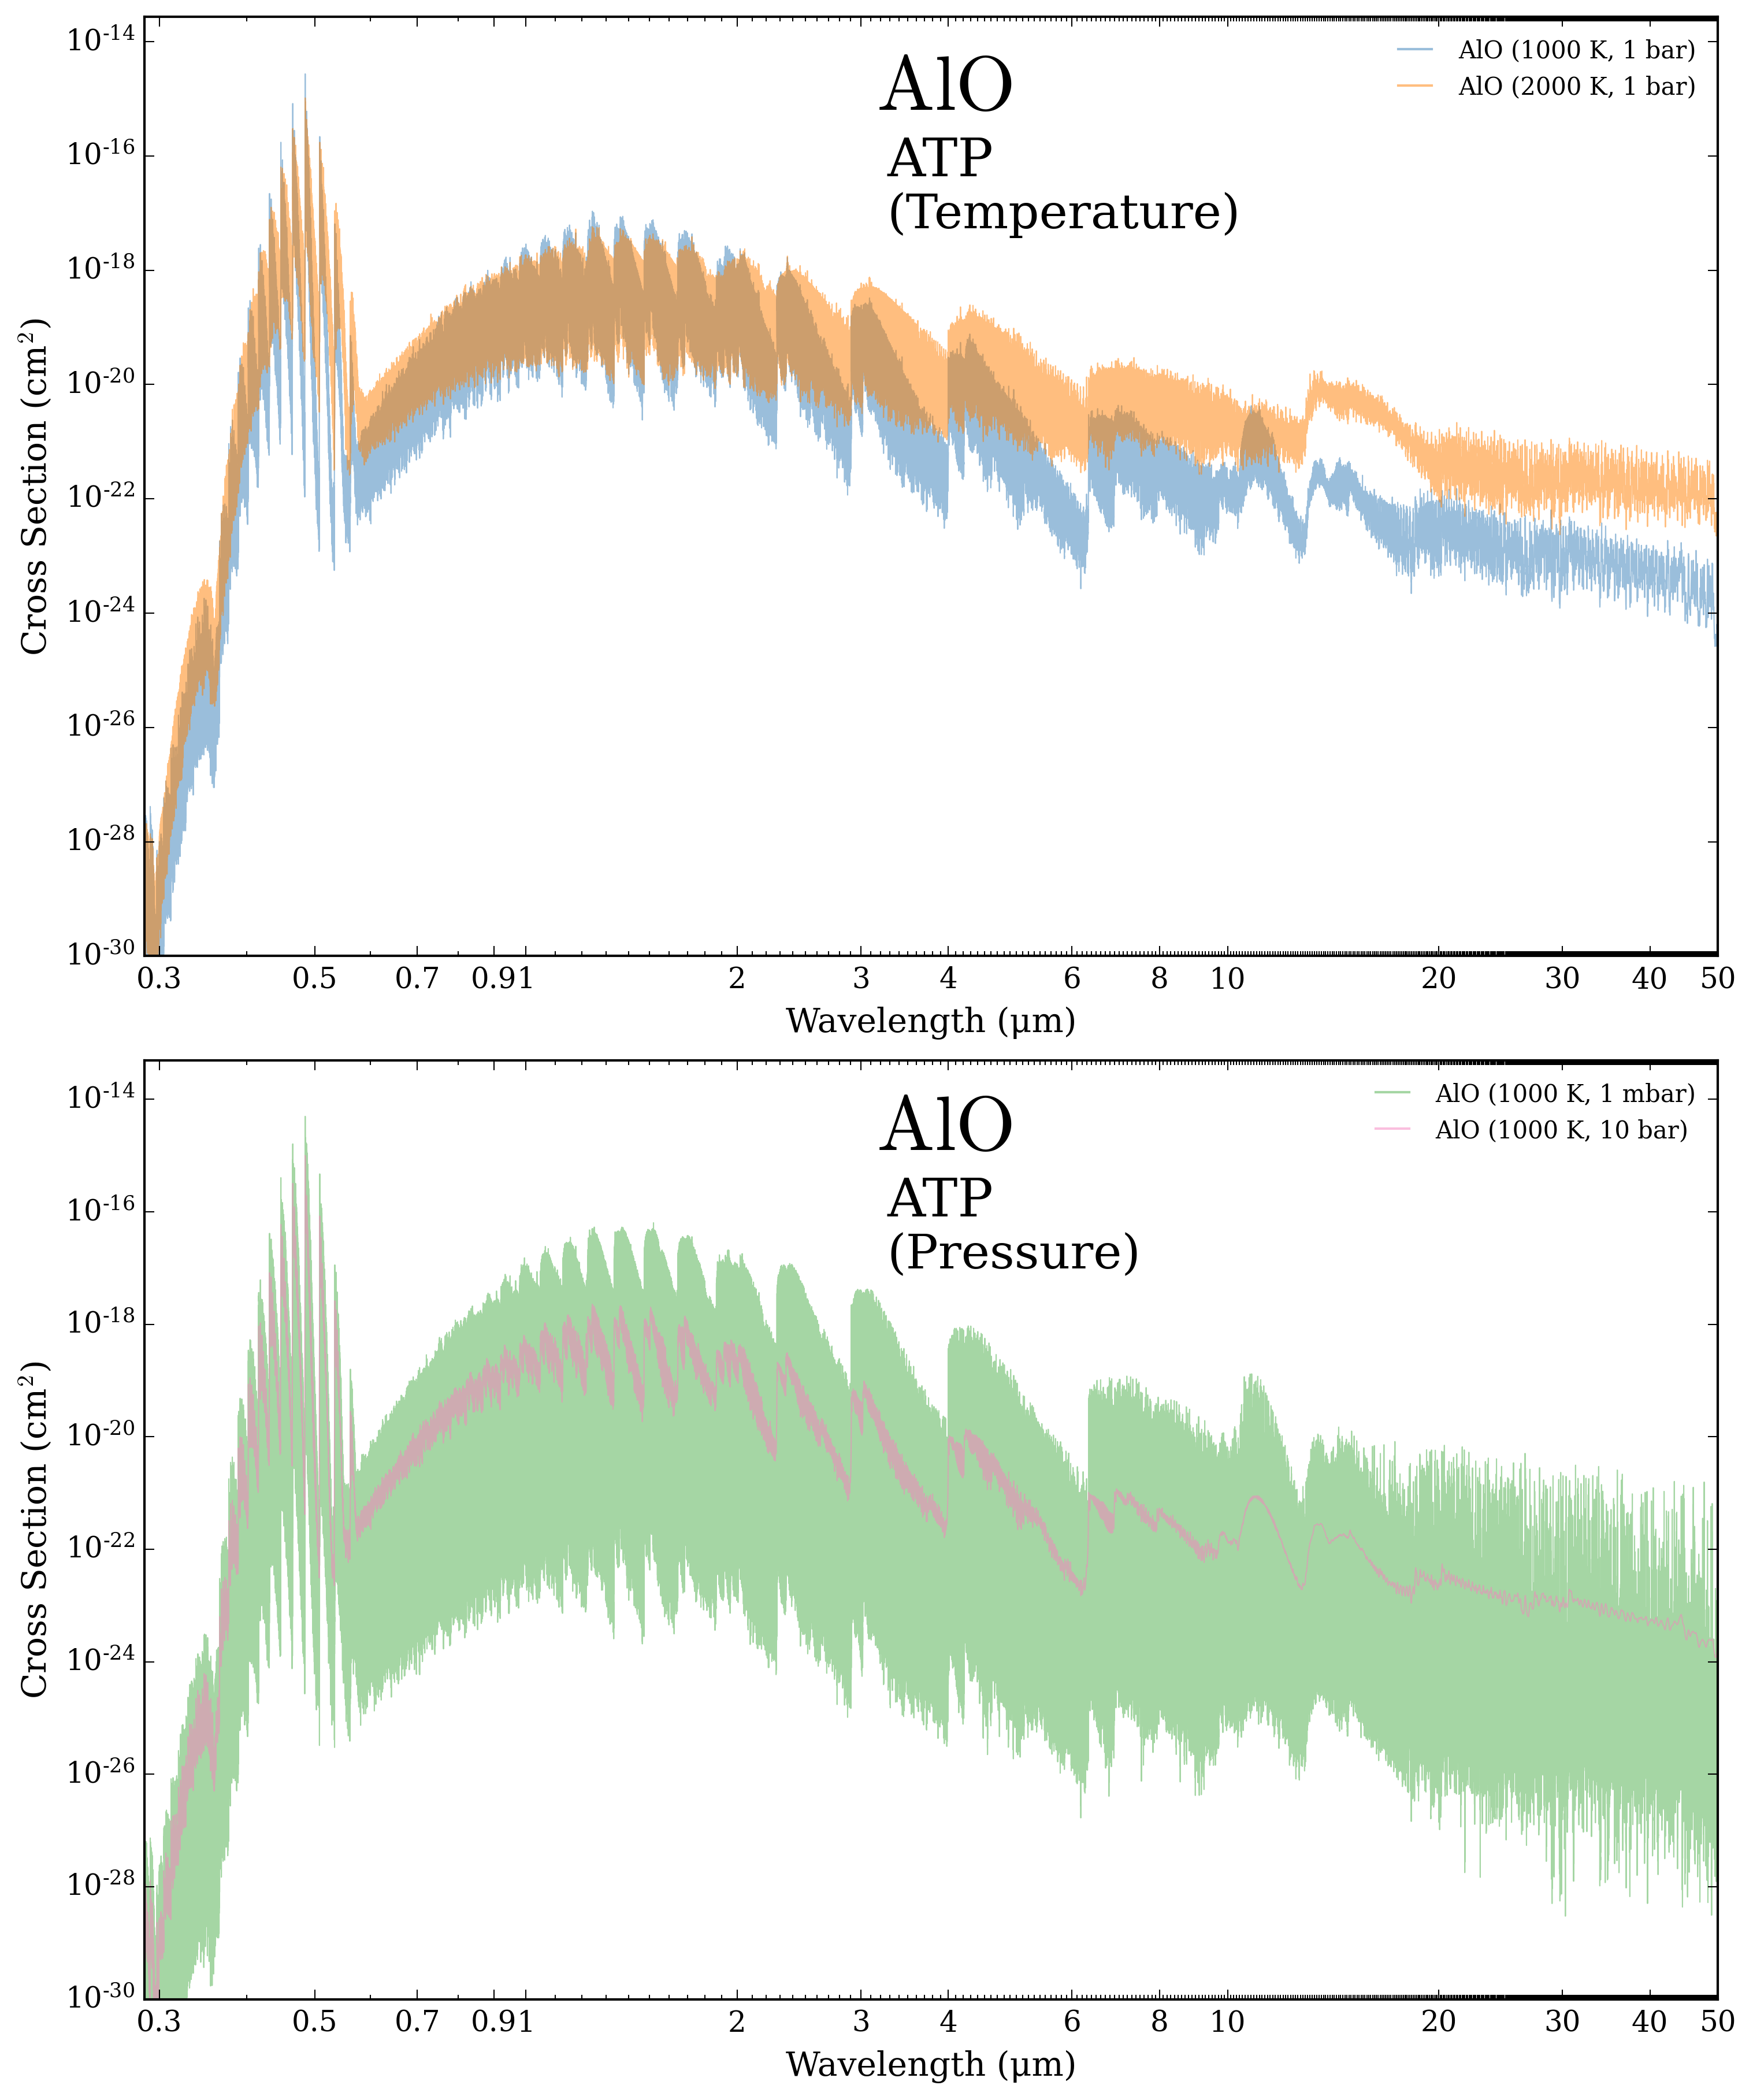 AlO (1000 K, 1 bar)
AlO (2000 K, 1 bar)
AlO
ATP
(Temperature)
Cross Section (cm²)
10⁻¹⁴
10⁻¹⁶
10⁻¹⁸
10⁻²⁰
10⁻²²
10⁻²⁴
10⁻²⁶
10⁻²⁸
10⁻³⁰
0.3 0.5 0.7 0.9 1 2 3 4 6 8 10 20 30 40 50
Wavelength (μm)
AlO (1000 K, 1 mbar)
AlO (1000 K, 10 bar)
AlO
ATP
(Pressure)
Cross Section (cm²)
10⁻¹⁴
10⁻¹⁶
10⁻¹⁸
10⁻²⁰
10⁻²²
10⁻²⁴
10⁻²⁶
10⁻²⁸
10⁻³⁰
0.3 0.5 0.7 0.9 1 2 3 4 6 8 10 20 30 40 50
Wavelength (μm)